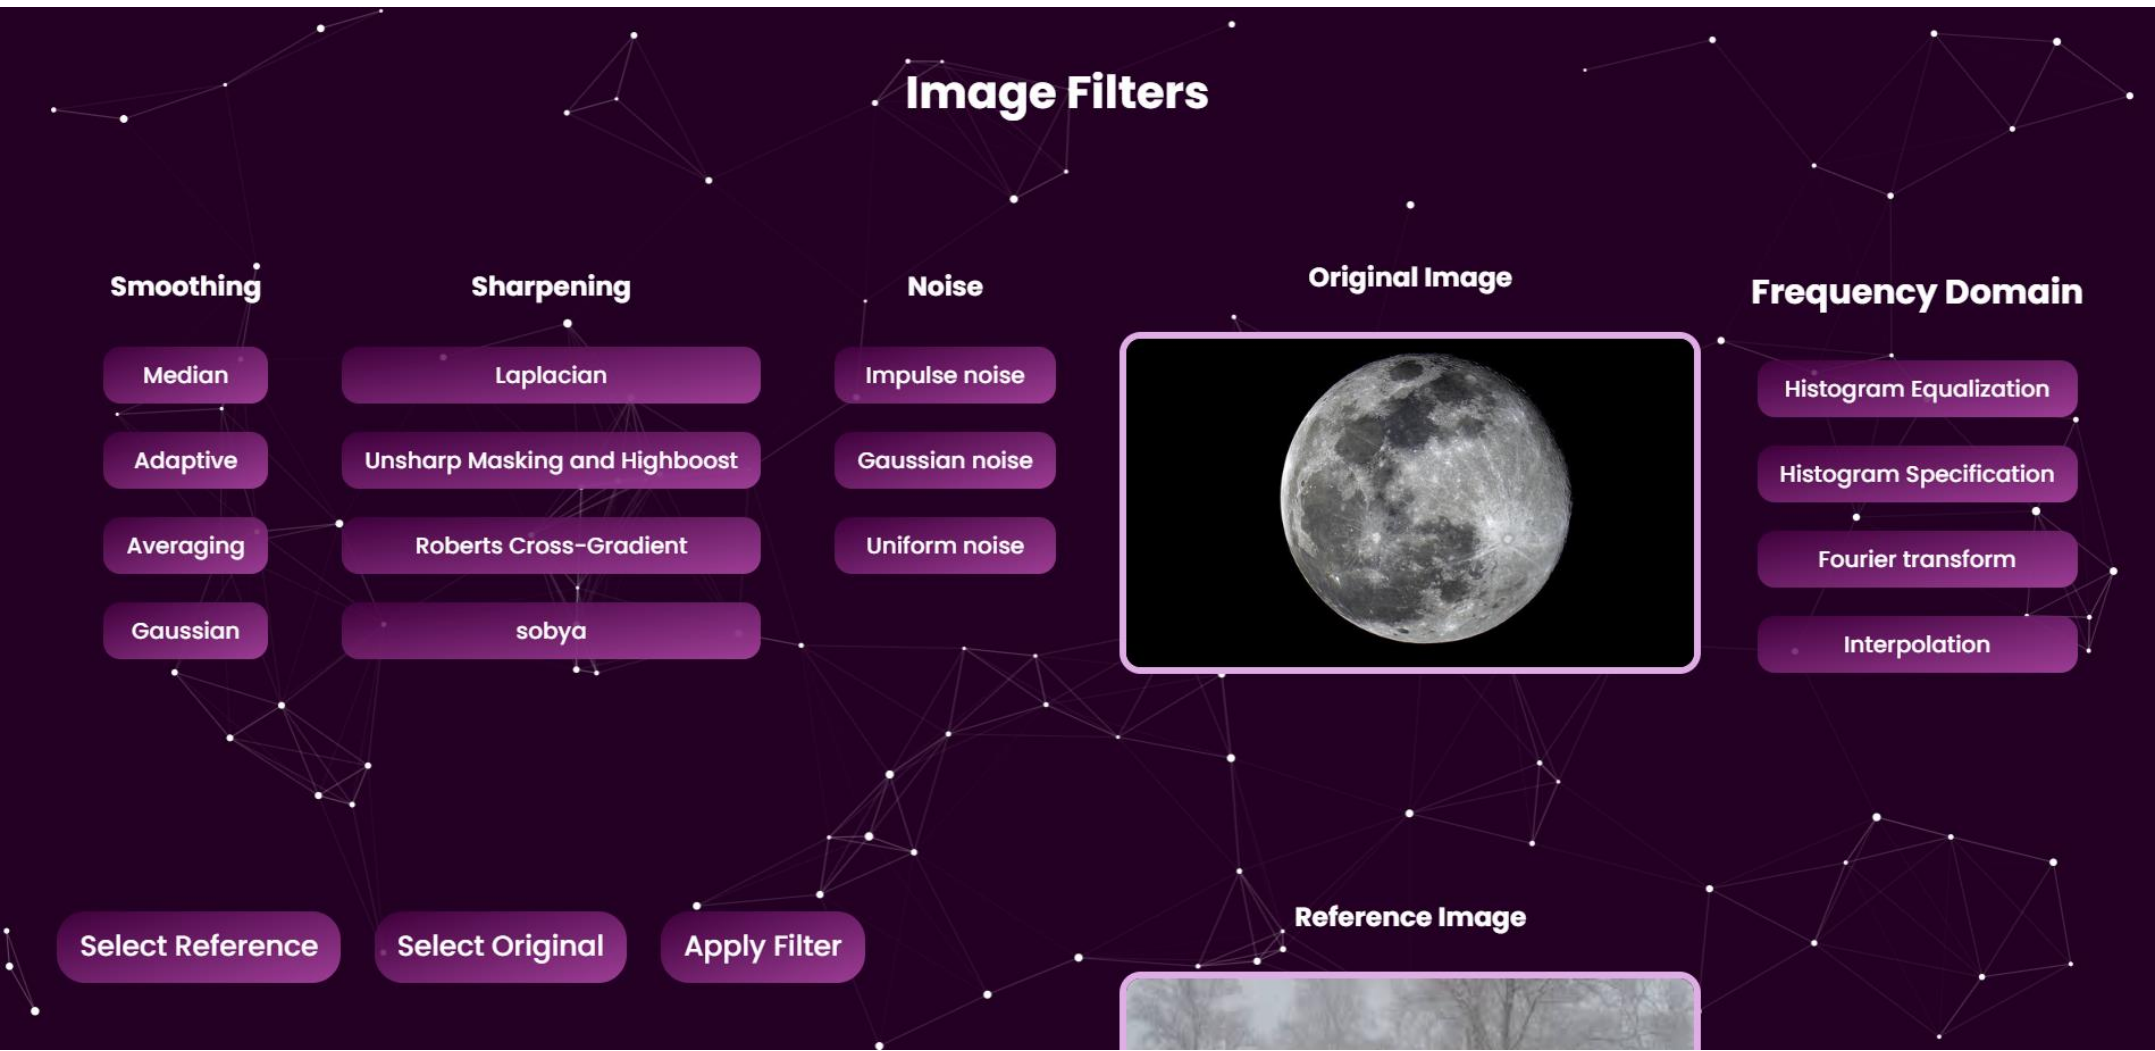 Image Filters
Smoothing
Median
Adaptive
Averaging
Gaussian
Sharpening
Laplacian
Unsharp Masking and Highboost
Roberts Cross-Gradient
sobya
Noise
Impulse noise
Gaussian noise
Uniform noise
Original Image
Frequency Domain
Histogram Equalization
Histogram Specification
Fourier transform
Interpolation
Select Reference
Select Original
Apply Filter
Reference Image